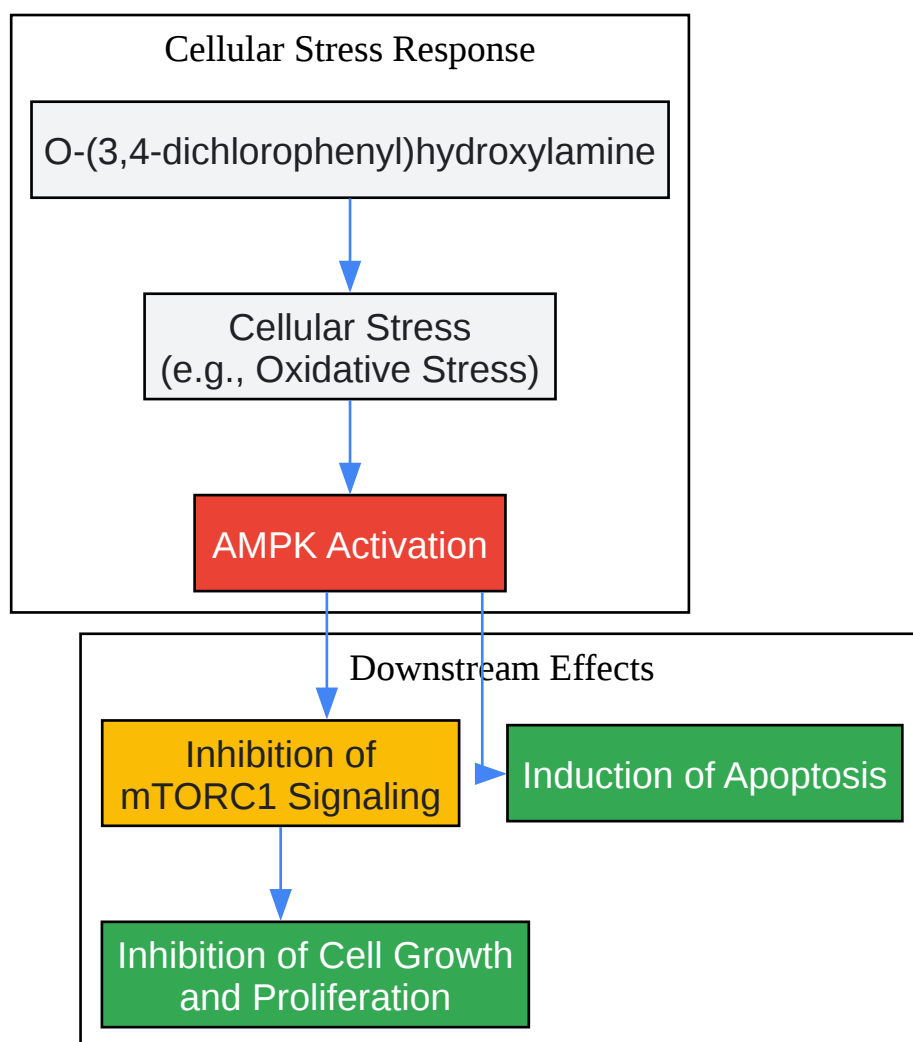 Cellular Stress Response
O-(3,4-dichlorophenyl)hydroxylamine
Cellular Stress
(e.g., Oxidative Stress)
AMPK Activation
Downstream Effects
Inhibition of
mTORC1 Signaling
Induction of Apoptosis
Inhibition of Cell Growth
and Proliferation